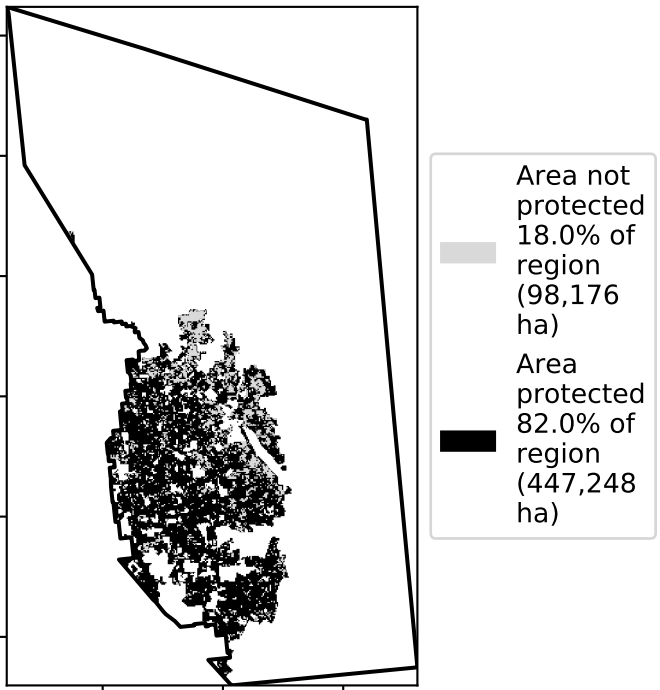 Area not
protected
18.0% of
region
(98,176
ha)
Area
protected
82.0% of
region
(447,248
ha)